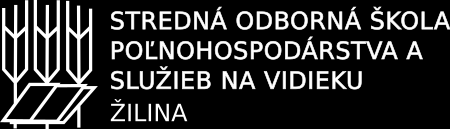 STREDNÁ ODBORNÁ ŠKOLA
POĽNOHOSPODÁRSTVA A
SLUŽIEB NA VIDIEKU
ŽILINA